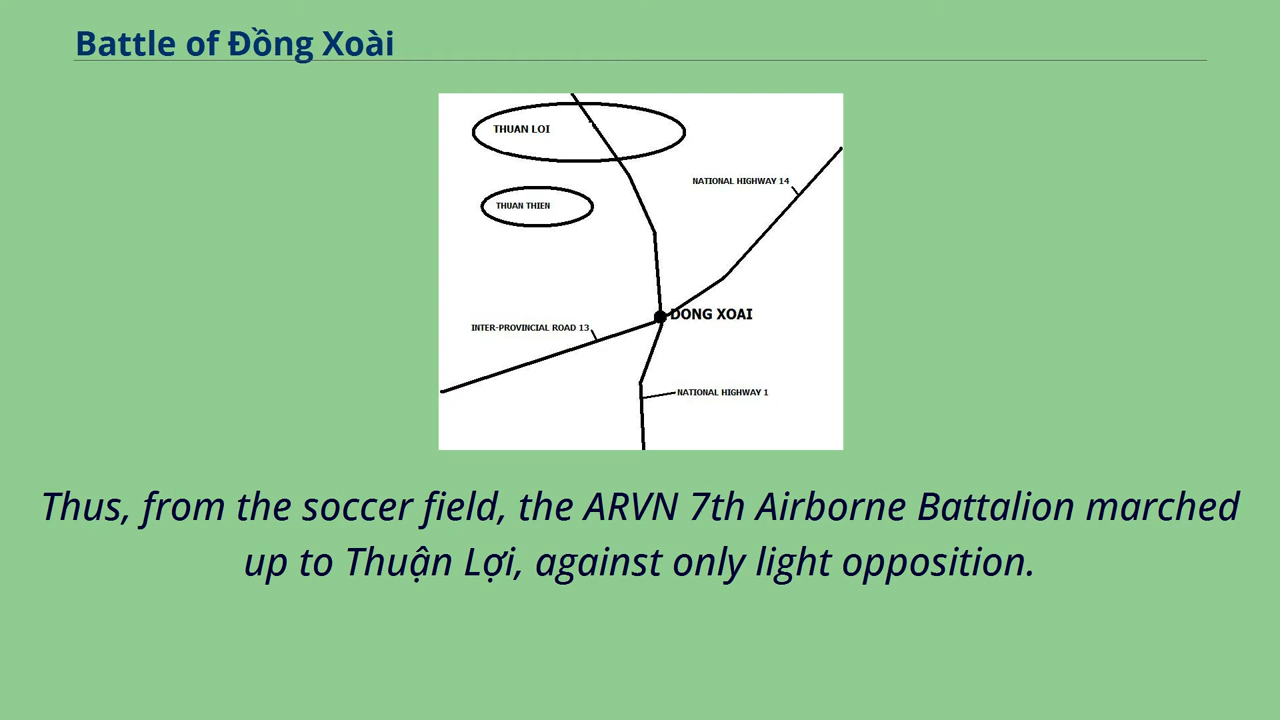 Battle of Đồng Xoài
THUAN LOI
NATIONAL HIGHWAY 14
THUAN THIEN
DONG XOAI
INTER-PROVINCIAL ROAD 13
NATIONAL HIGHWAY 1
Thus, from the soccer field, the ARVN 7th Airborne Battalion marched
up to Thuận Lợi, against only light opposition.